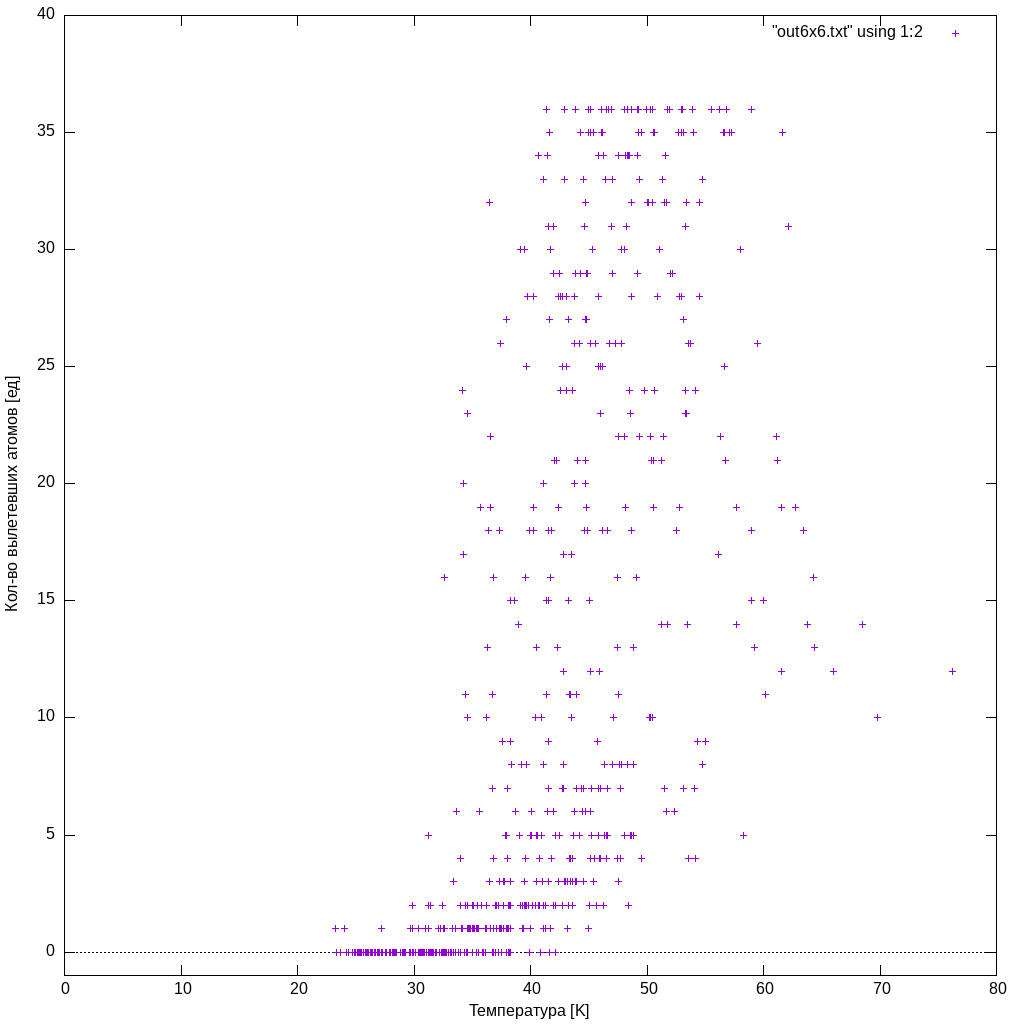 40
"out6x6.txt" using 1:2
35
30
25
20
15
10
5
0
Кол-во вылетевших атомов [ед]
0 10 20 30 40 50 60 70 80
Температура [K]